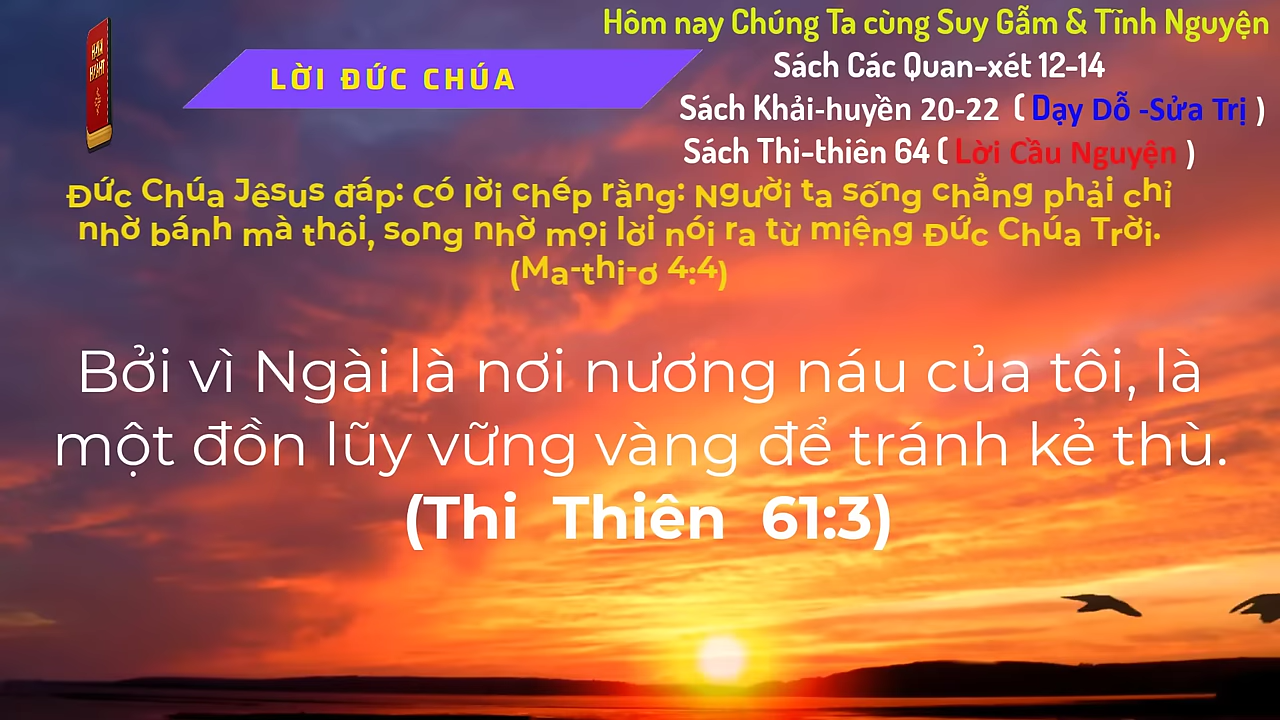 Hôm nay Chúng Ta cùng Suy Gẫm & Tĩnh Nguyện
Sách Các Quan-xét 12-14
Sách Khải-huyền 20-22 ( Dạy Dỗ -Sửa Trị )
Sách Thi-thiên 64 ( Lời Cầu Nguyện )
LỜI ĐỨC CHÚA
Đức Chúa Jêsus đáp: Có lời chép rằng: Người ta sống chẳng phải chỉ
nhờ bánh mà thôi, song nhờ mọi lời nói ra từ miệng Đức Chúa Trời.
(Ma-thi-ơ 4:4)
Bởi vì Ngài là nơi nương náu của tôi, là
một đồn lũy vững vàng để tránh kẻ thù.
(Thi Thiên 61:3)